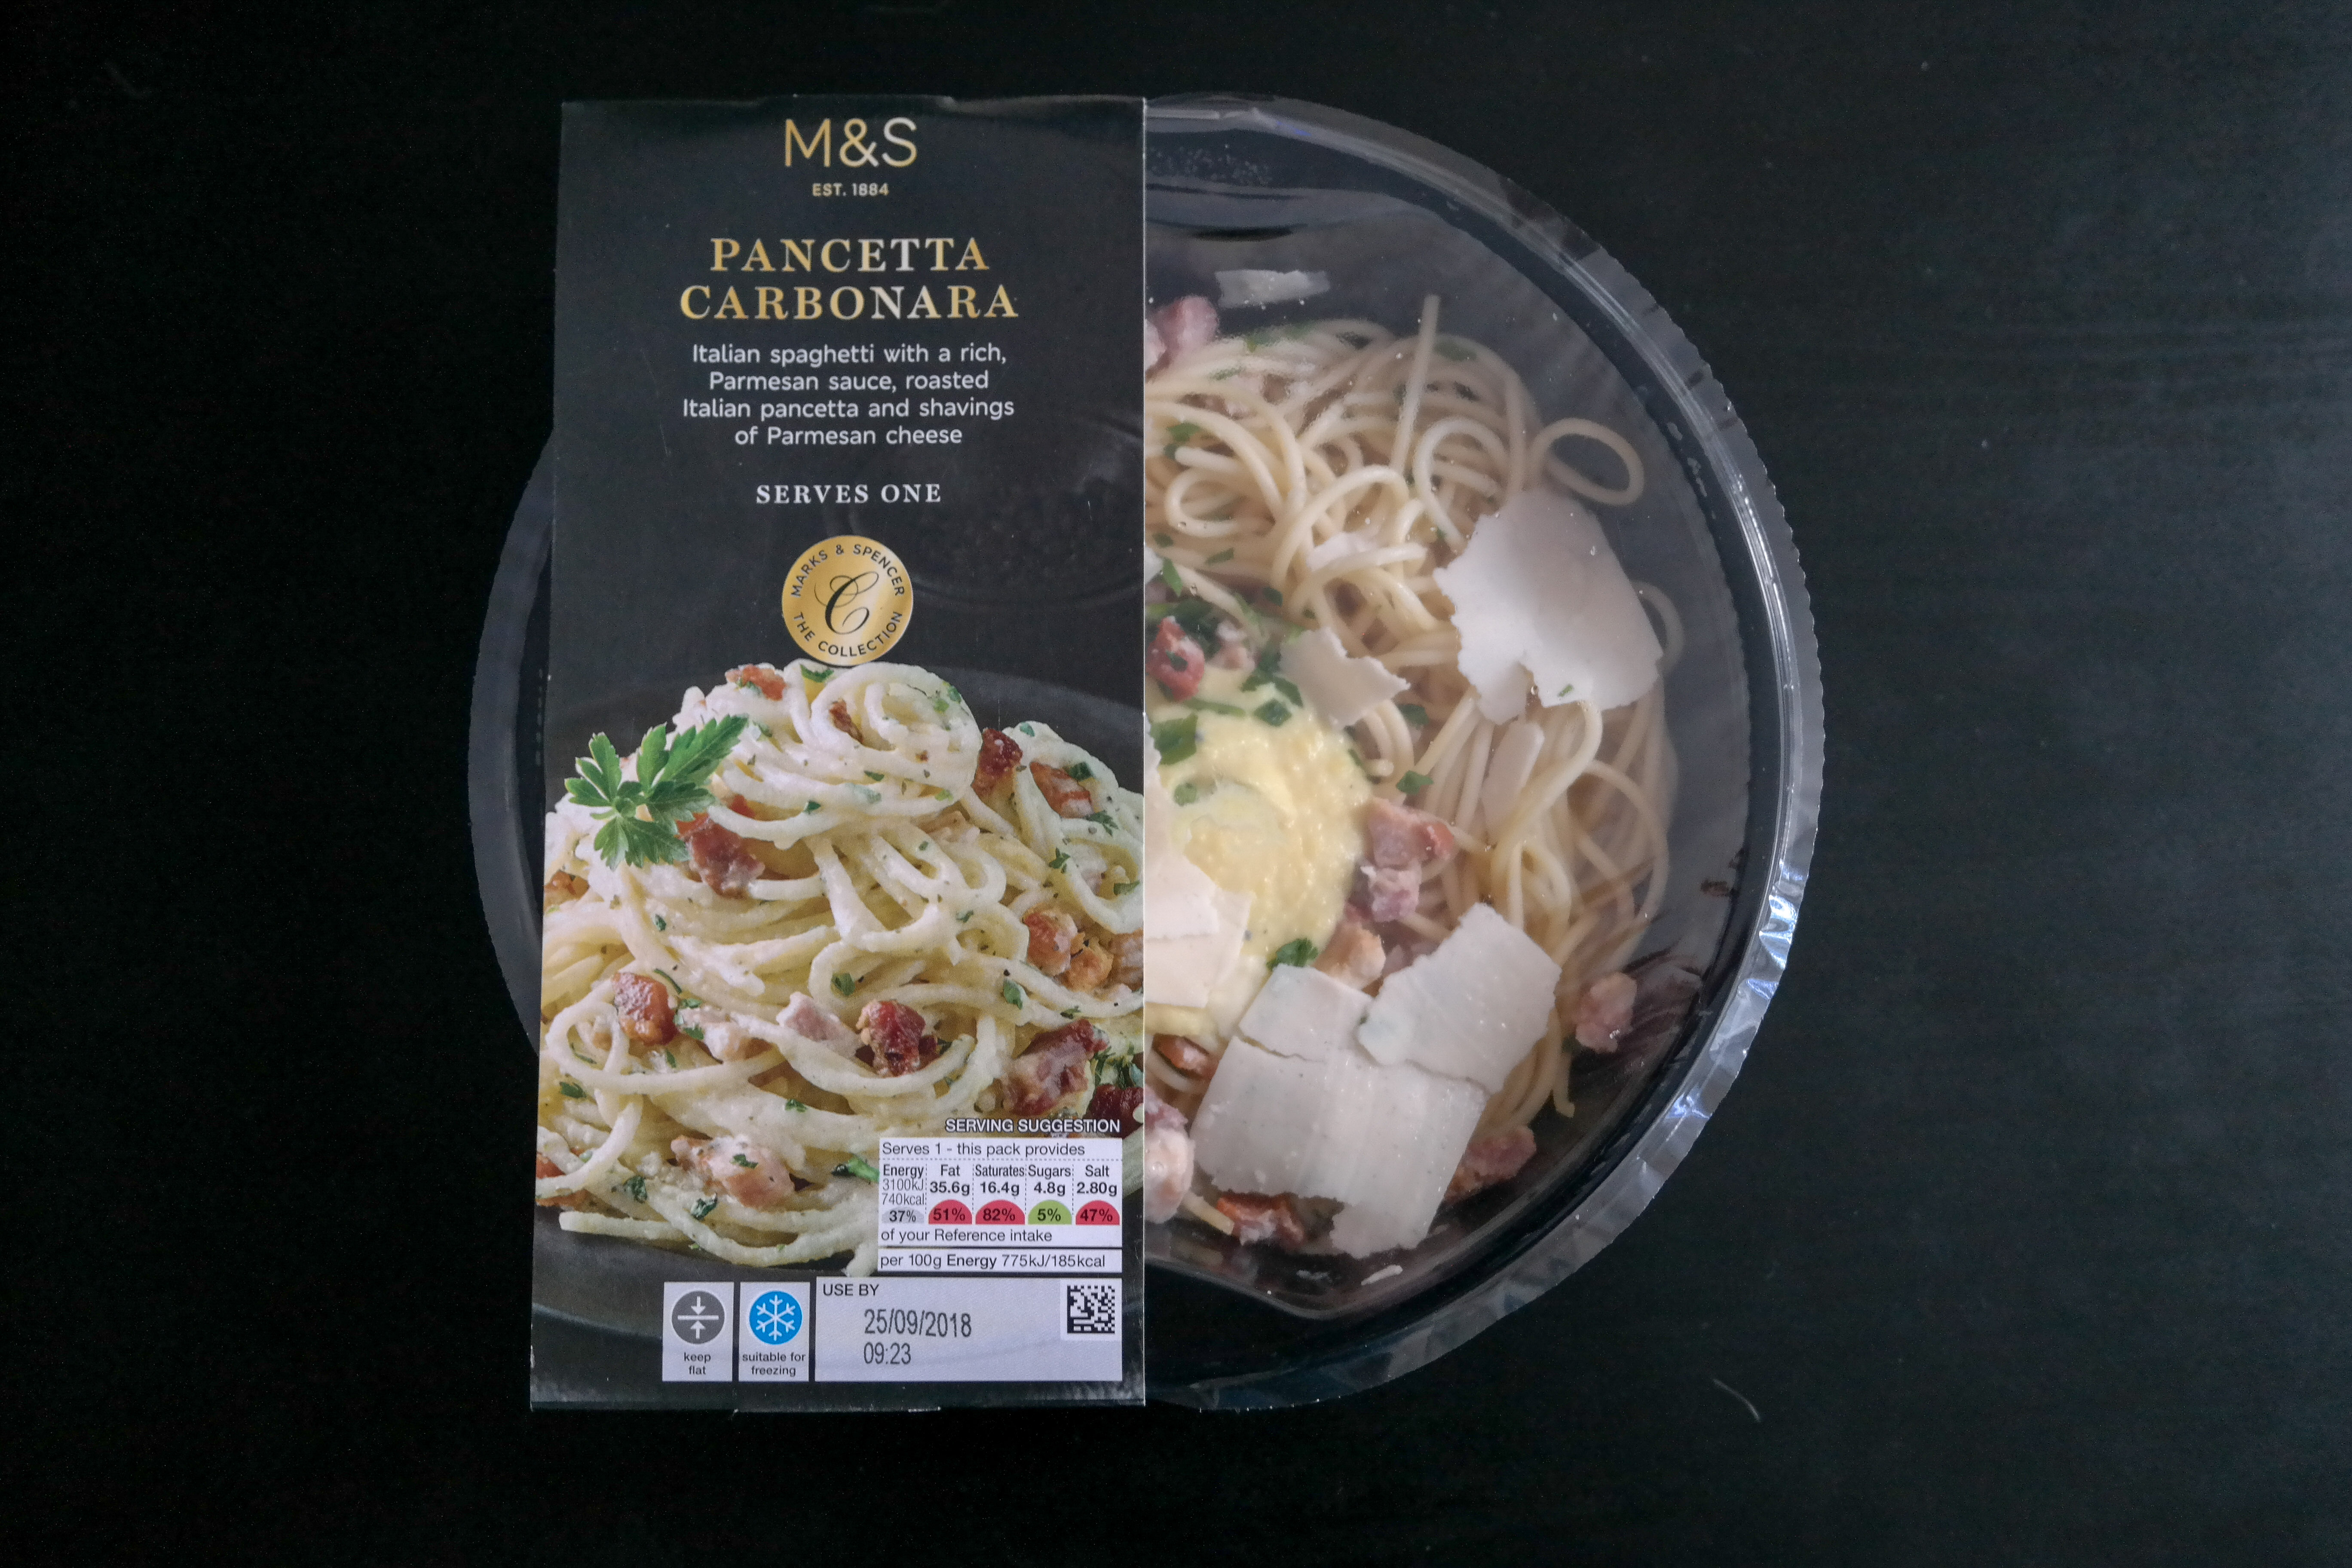 M&S
EST. 1884
PANCETTA
CARBONARA
Italian spaghetti with a rich,
Parmesan sauce, roasted
Italian pancetta and shavings
of Parmesan cheese
SERVES ONE
MARKS & SPENCER
C
THE COLLECTION
SERVING SUGGESTION
Serves 1 - this pack provides
Energy Fat Saturates Sugars Salt
3100kJ 35.6g 16.4g 4.8g 2.80g
740kcal
37% 51% 82% 5% 47%
of your Reference intake
per 100g Energy 775kJ/185kcal
keep
flat
suitable for
freezing
USE BY
25/09/2018
09:23